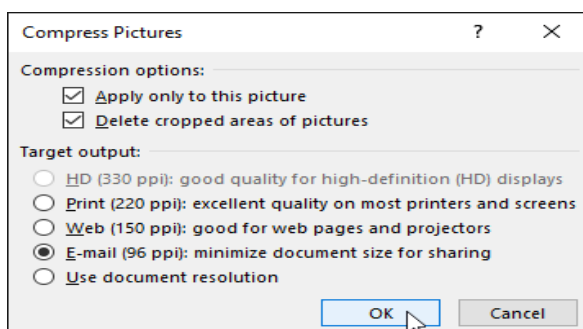 Compress Pictures
Compression options:
Apply only to this picture
Delete cropped areas of pictures
Target output:
HD (330 ppi): good quality for high-definition (HD) displays
Print (220 ppi): excellent quality on most printers and screens
Web (150 ppi): good for web pages and projectors
E-mail (96 ppi): minimize document size for sharing
Use document resolution
OK Cancel